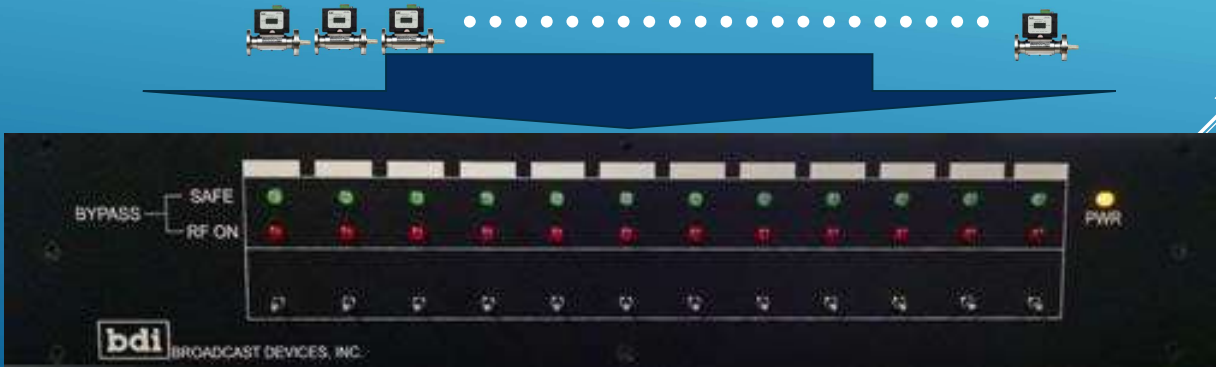 SAFE
BYPASS
RF ON
PWR
bdi BROADCAST DEVICES, INC.